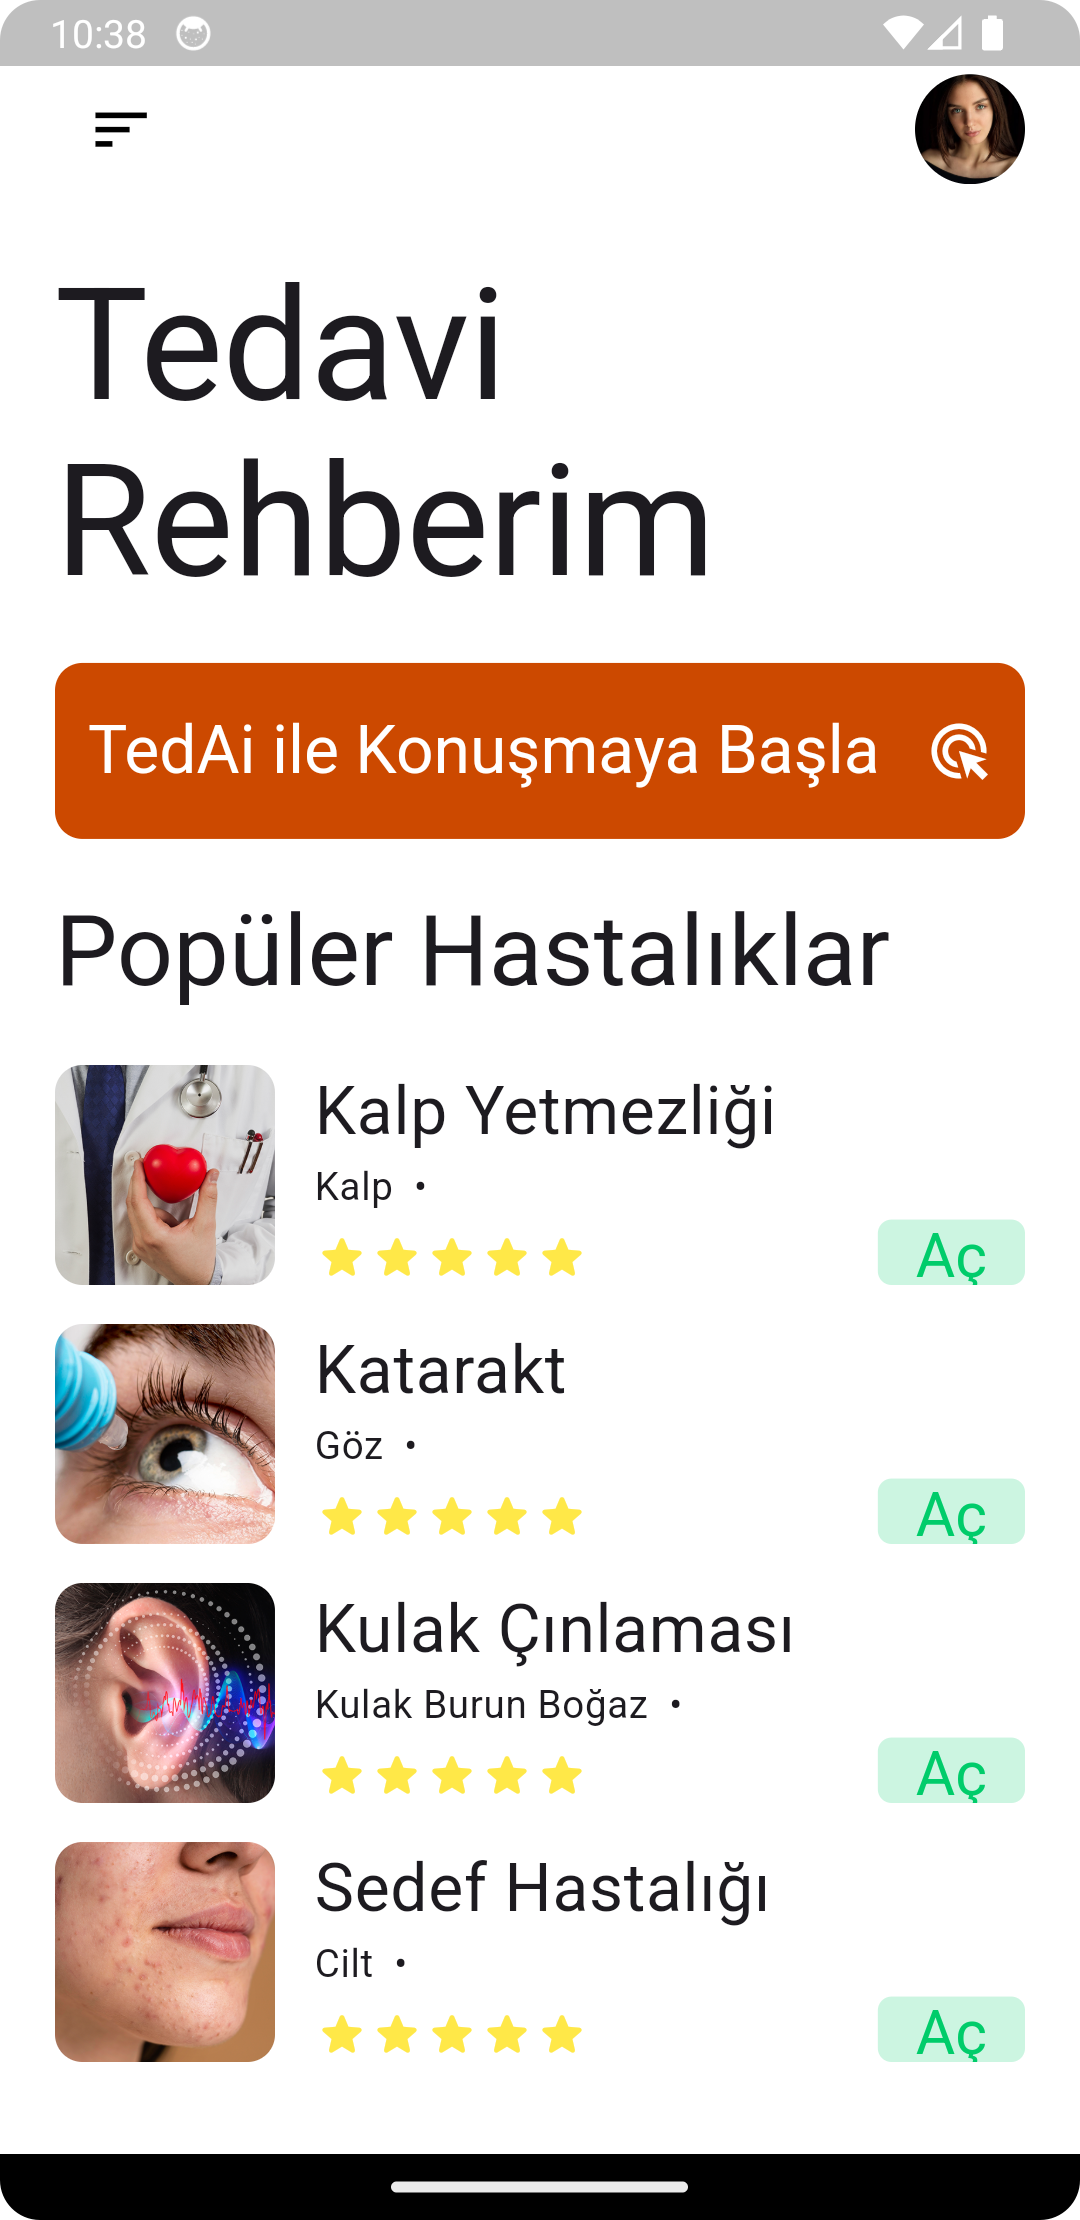 10:38
Tedavi
Rehberim
TedAi ile Konuşmaya Başla
Popüler Hastalıklar
Kalp Yetmezliği
Kalp •
Aç
Katarakt
Göz •
Aç
Kulak Çınlaması
Kulak Burun Boğaz •
Aç
Sedef Hastalığı
Cilt •
Aç